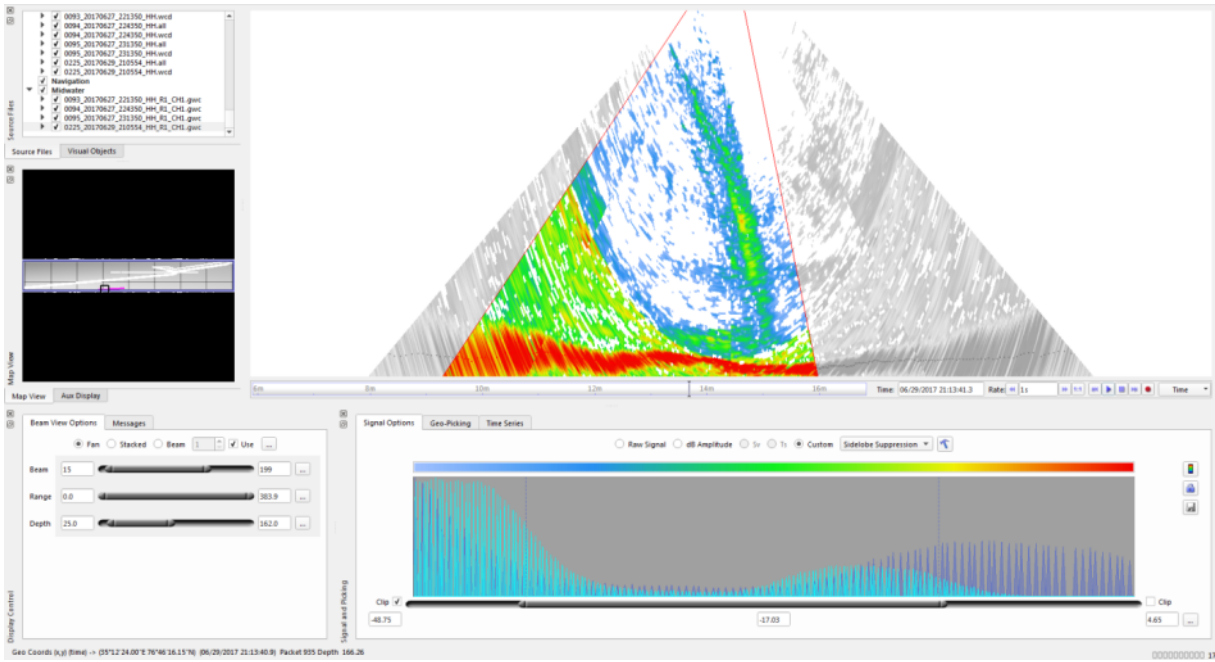 0093_20170627_221350_HH.wcd
0094_20170627_224350_HH.all
0094_20170627_224350_HH.wcd
0095_20170627_231350_HH.all
0095_20170627_231350_HH.wcd
0225_20170629_210554_HH.all
0225_20170629_210554_HH.wcd
Navigation
Midwater
0093_20170627_221350_HH_R1_CH1.gwc
0094_20170627_224350_HH_R1_CH1.gwc
0095_20170627_231350_HH_R1_CH1.gwc
0225_20170629_210554_HH_R1_CH1.gwc
Source Files
Source Files Visual Objects
Map View
Map View Aux Display
6m 8m 10m 12m 14m 16m Time: 06/29/2017 21:13:41.3 Rate: 1s Time
Beam View Options Messages
Fan Stacked Beam 1 Use ...
Beam 15 199 ...
Range 0.0 383.9 ...
Depth 25.0 162.0 ...
Display Control
Signal Options Geo-Picking Time Series
Raw Signal dB Amplitude Sv Ts Custom Sidelobe Suppression
Clip Clip
-48.75 -17.03 4.65 ...
Signal and Picking
Geo Coords (x,y) (time) -> (35°12'24.00"E 76°46'16.15"N) (06/29/2017 21:13:40.9) Packet 935 Depth 166.26
17